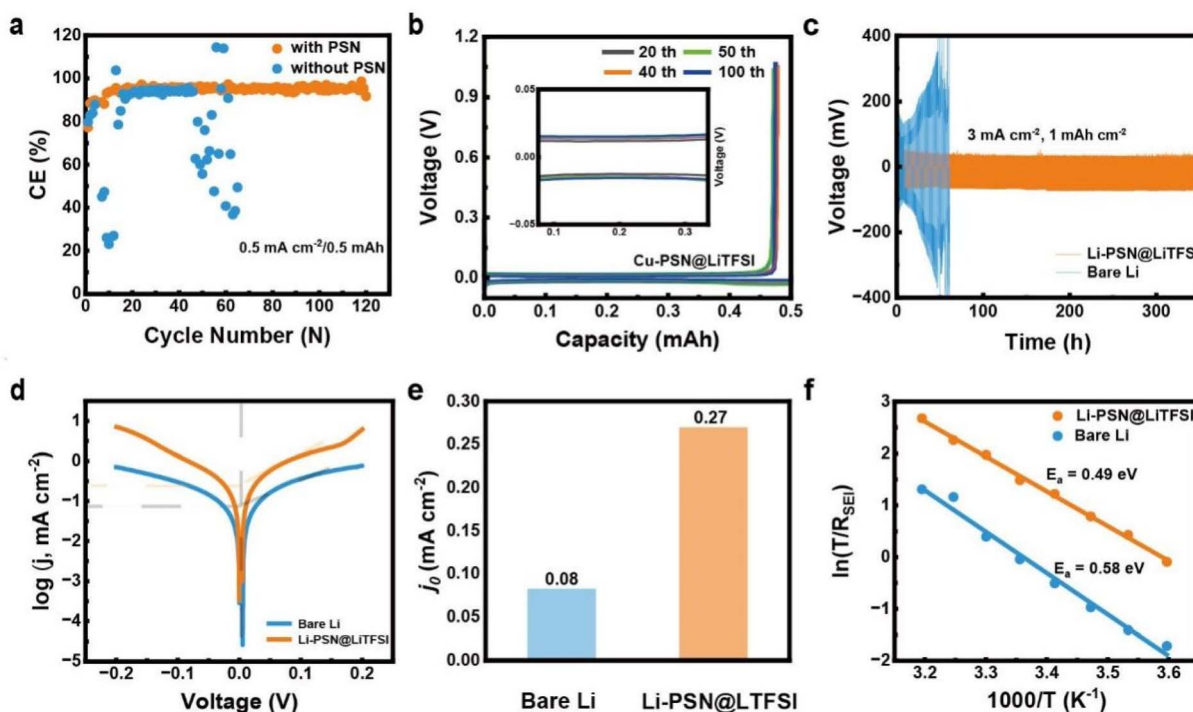 a
120
100
80
60
40
20
0
CE (%)
with PSN
without PSN
0.5 mA cm⁻²/0.5 mAh
0 20 40 60 80 100 120
Cycle Number (N)
b
1.2
0.9
0.6
0.3
0.0
Voltage (V)
20 th 50 th
40 th 100 th
0.05
0.00
−0.05
Voltage (V)
0.1 0.2 0.3
Cu-PSN@LiTFSI
0.0 0.1 0.2 0.3 0.4 0.5
Capacity (mAh)
c
400
200
0
−200
−400
Voltage (mV)
3 mA cm⁻², 1 mAh cm⁻²
Li-PSN@LiTFSI
Bare Li
0 100 200 300
Time (h)
d
1
0
−1
−2
−3
−4
−5
log (j, mA cm⁻²)
Bare Li
Li-PSN@LiTFSI
−0.2 −0.1 0.0 0.1 0.2
Voltage (V)
e
0.30
0.25
0.20
0.15
0.10
0.05
0.00
j₀ (mA cm⁻²)
0.08
0.27
Bare Li Li-PSN@LTFSI
f
3
2
1
0
−1
−2
ln(T/R_SEI)
Li-PSN@LiTFSI
Bare Li
Eₐ = 0.49 eV
Eₐ = 0.58 eV
3.2 3.3 3.4 3.5 3.6
1000/T (K⁻¹)